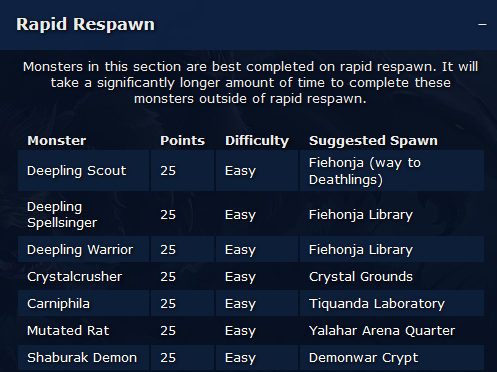 Rapid Respawn –
Monsters in this section are best completed on rapid respawn. It will
take a significantly longer amount of time to complete these
monsters outside of rapid respawn.
Monster Points Difficulty Suggested Spawn
Deepling Scout 25 Easy Fiehonja (way to
Deathlings)
Deepling
Spellsinger 25 Easy Fiehonja Library
Deepling Warrior 25 Easy Fiehonja Library
Crystalcrusher 25 Easy Crystal Grounds
Carniphila 25 Easy Tiquanda Laboratory
Mutated Rat 25 Easy Yalahar Arena Quarter
Shaburak Demon 25 Easy Demonwar Crypt